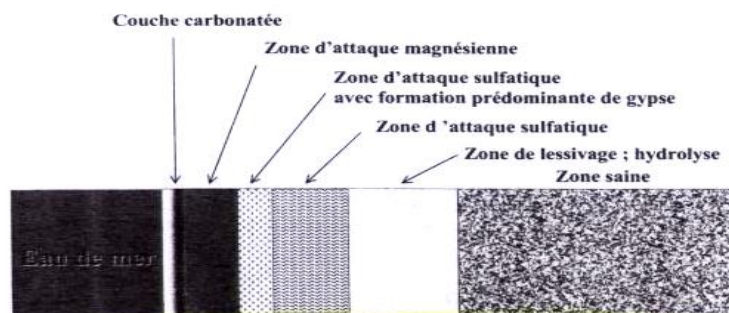 Couche carbonatée
Zone d'attaque magnésienne
Zone d'attaque sulfatique
avec formation prédominante de gypse
Zone d 'attaque sulfatique
Zone de lessivage ; hydrolyse
Zone saine
Eau de mer